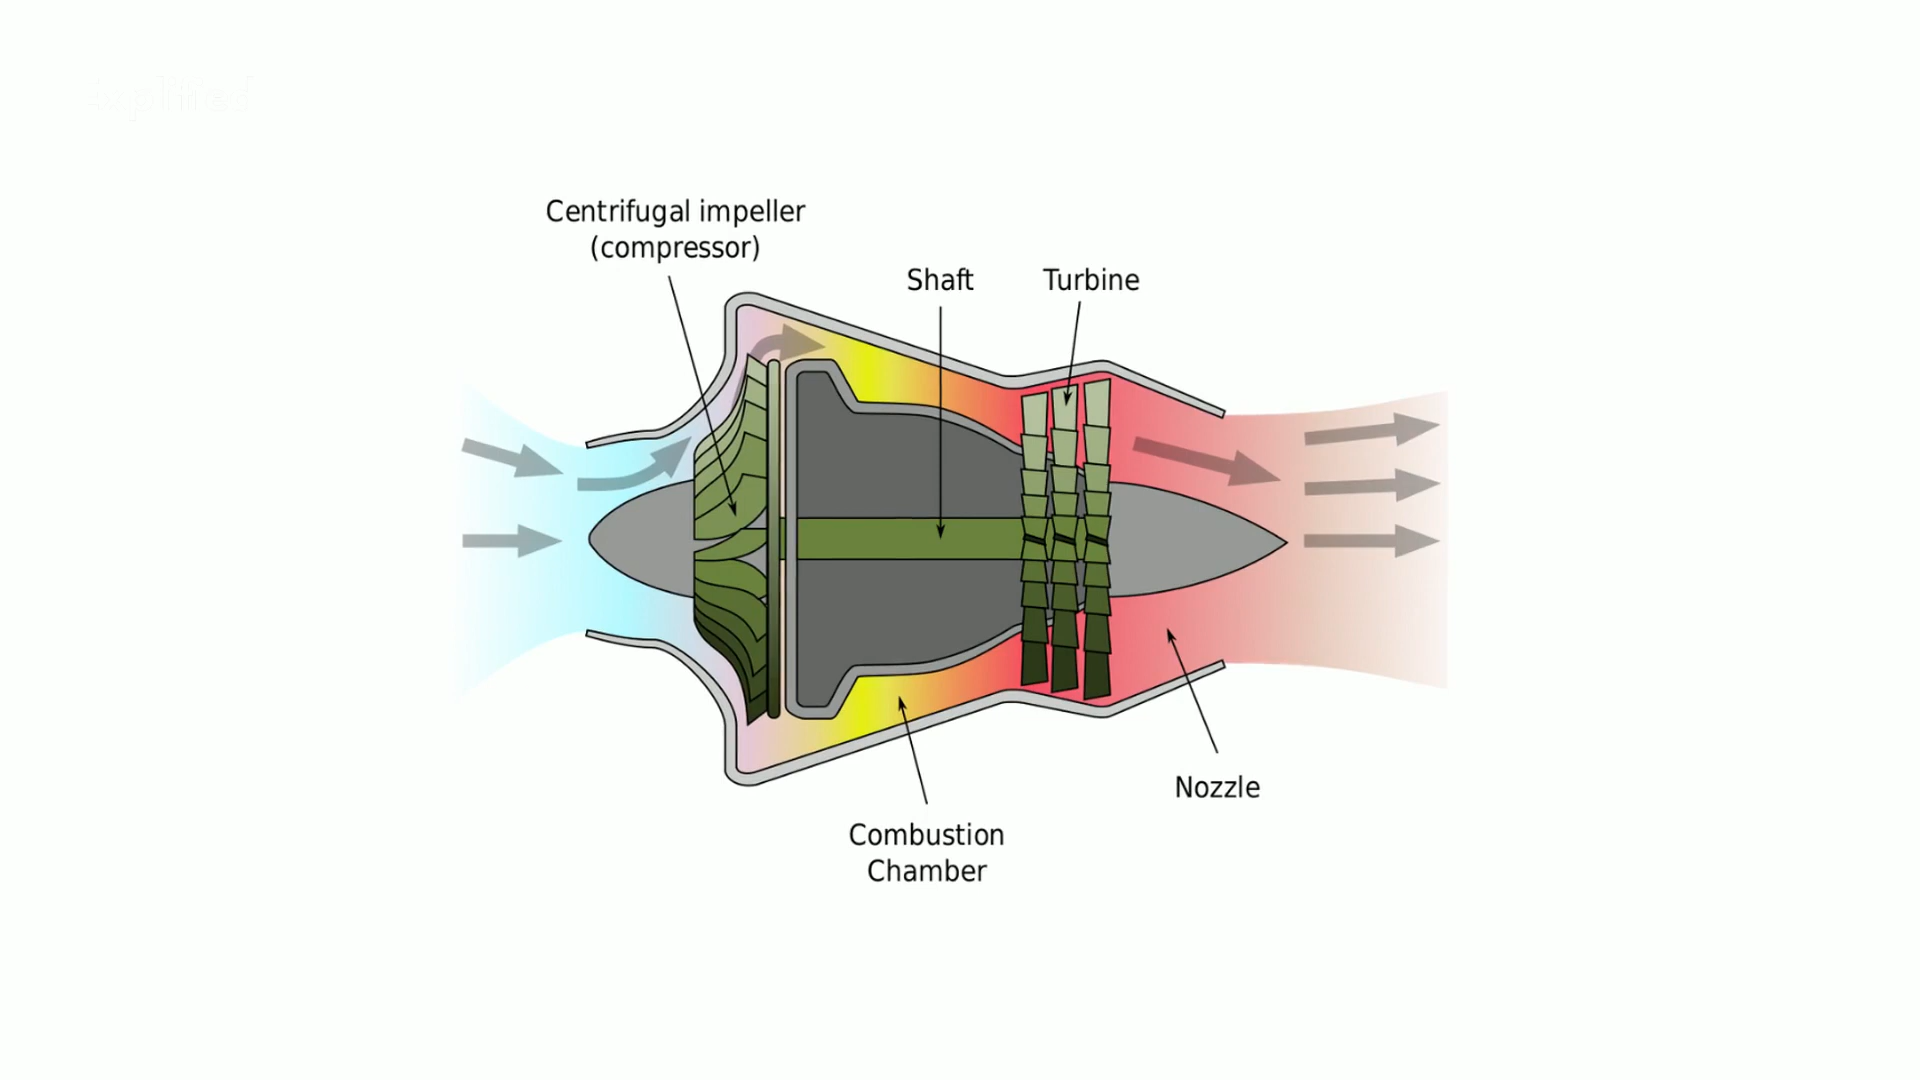 Centrifugal impeller
(compressor)
Shaft
Turbine
Nozzle
Combustion
Chamber